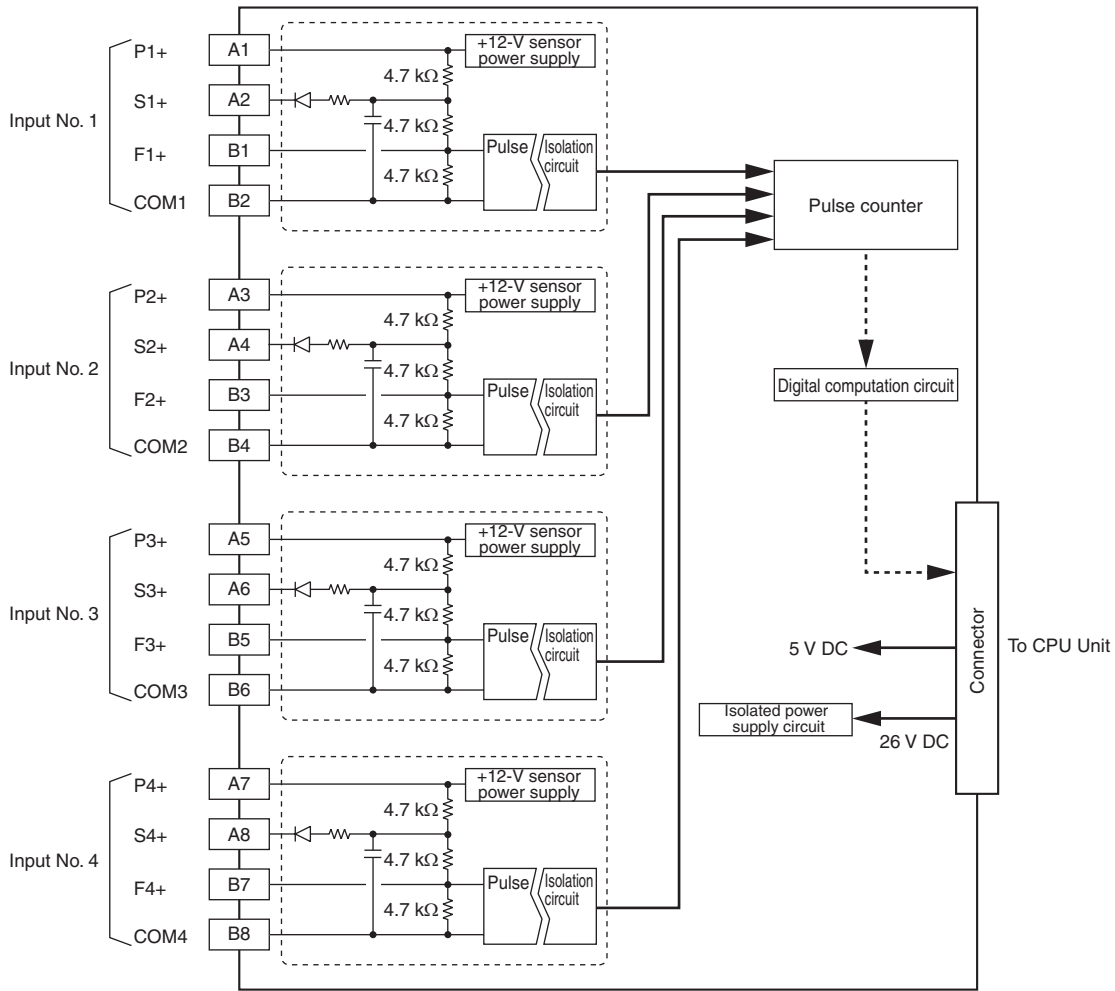 Input No. 1
P1+
A1
S1+
A2
F1+
B1
COM1
B2
+12-V sensor
power supply
4.7 kΩ
4.7 kΩ
4.7 kΩ
Pulse
Isolation
circuit
Input No. 2
P2+
A3
S2+
A4
F2+
B3
COM2
B4
+12-V sensor
power supply
4.7 kΩ
4.7 kΩ
4.7 kΩ
Pulse
Isolation
circuit
Input No. 3
P3+
A5
S3+
A6
F3+
B5
COM3
B6
+12-V sensor
power supply
4.7 kΩ
4.7 kΩ
4.7 kΩ
Pulse
Isolation
circuit
Input No. 4
P4+
A7
S4+
A8
F4+
B7
COM4
B8
+12-V sensor
power supply
4.7 kΩ
4.7 kΩ
4.7 kΩ
Pulse
Isolation
circuit
Pulse counter
Digital computation circuit
5 V DC
Isolated power
supply circuit
26 V DC
Connector
To CPU Unit